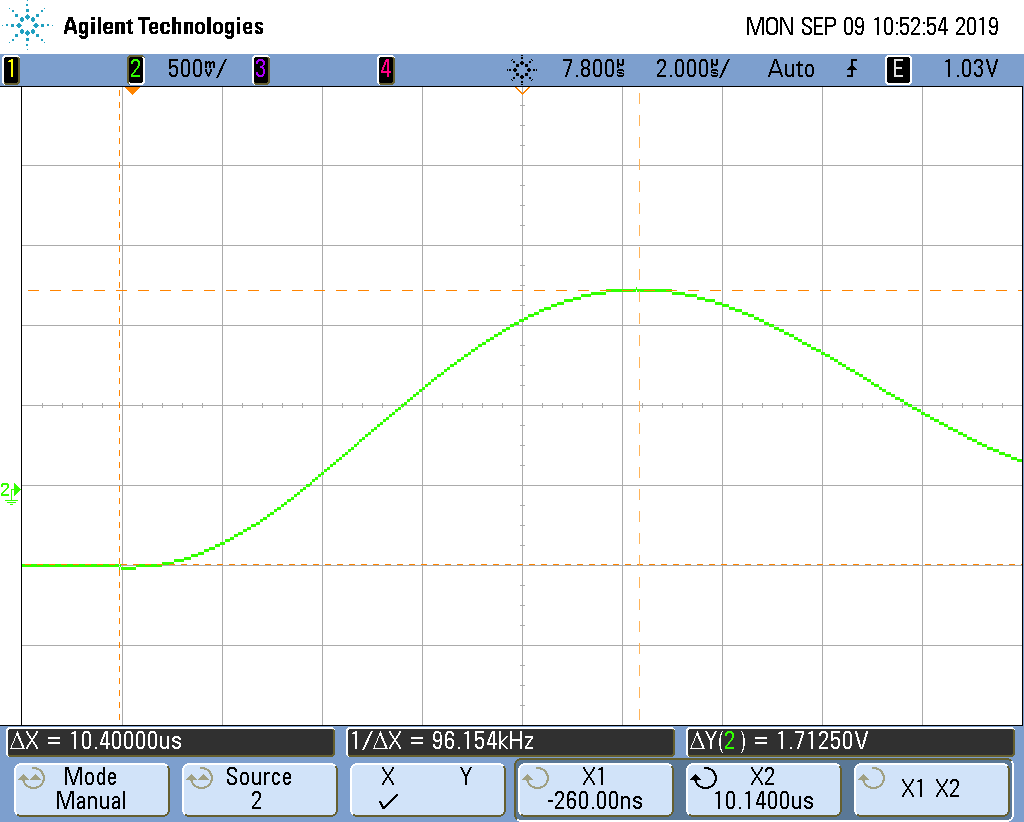 Agilent Technologies MON SEP 09 10:52:54 2019
1 2 500mV/ 3 4 7.800us 2.000us/ Auto E 1.03V
2
ΔX = 10.40000us 1/ΔX = 96.154kHz ΔY(2) = 1.71250V
Mode Source X Y X1 X2 X1 X2
Manual 2 ✓ -260.00ns 10.1400us